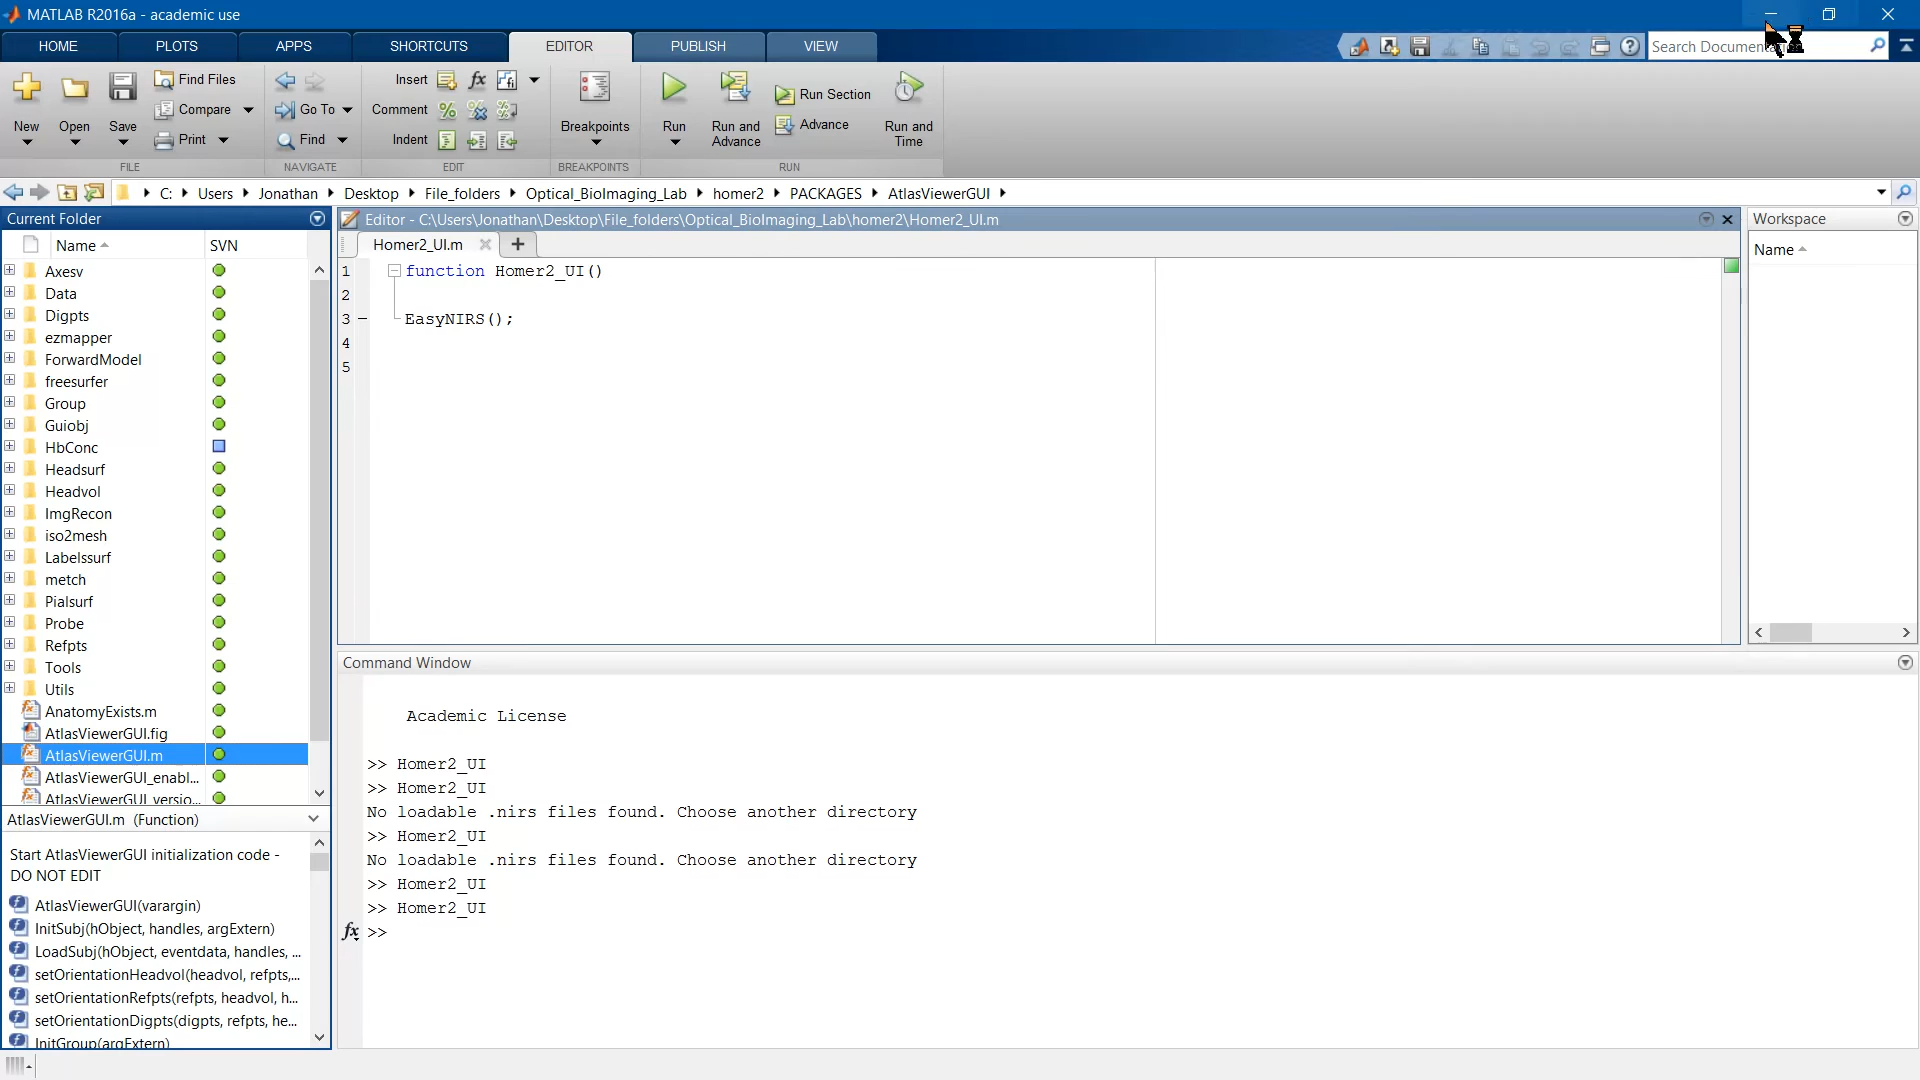 MATLAB R2016a - academic use
HOME PLOTS APPS SHORTCUTS EDITOR PUBLISH VIEW
Search Documentation
New Open Save Find Files Compare Print
Go To Find
Insert Comment Indent
Breakpoints
Run Run and Advance Run Section Advance Run and Time
FILE NAVIGATE EDIT BREAKPOINTS RUN
C: Users Jonathan Desktop File_folders Optical_BioImaging_Lab homer2 PACKAGES AtlasViewerGUI
Current Folder
Name SVN
Axesv
Data
Digpts
ezmapper
ForwardModel
freesurfer
Group
Guiobj
HbConc
Headsurf
Headvol
ImgRecon
iso2mesh
Labelssurf
metch
Pialsurf
Probe
Refpts
Tools
Utils
AnatomyExists.m
AtlasViewerGUI.fig
AtlasViewerGUI.m
AtlasViewerGUI_enabl...
AtlasViewerGUI_versio...
AtlasViewerGUI.m (Function)
Start AtlasViewerGUI initialization code -
DO NOT EDIT
AtlasViewerGUI(varargin)
InitSubj(hObject, handles, argExtern)
LoadSubj(hObject, eventdata, handles, ...
setOrientationHeadvol(headvol, refpts,...
setOrientationRefpts(refpts, headvol, h...
setOrientationDigpts(digpts, refpts, he...
InitGroup(argExtern)
Editor - C:\Users\Jonathan\Desktop\File_folders\Optical_BioImaging_Lab\homer2\Homer2_UI.m
Homer2_UI.m
1 function Homer2_UI()
2
3 EasyNIRS();
4
5
Workspace
Name
Command Window
Academic License
>> Homer2_UI
>> Homer2_UI
No loadable .nirs files found. Choose another directory
>> Homer2_UI
No loadable .nirs files found. Choose another directory
>> Homer2_UI
>> Homer2_UI
fx >>